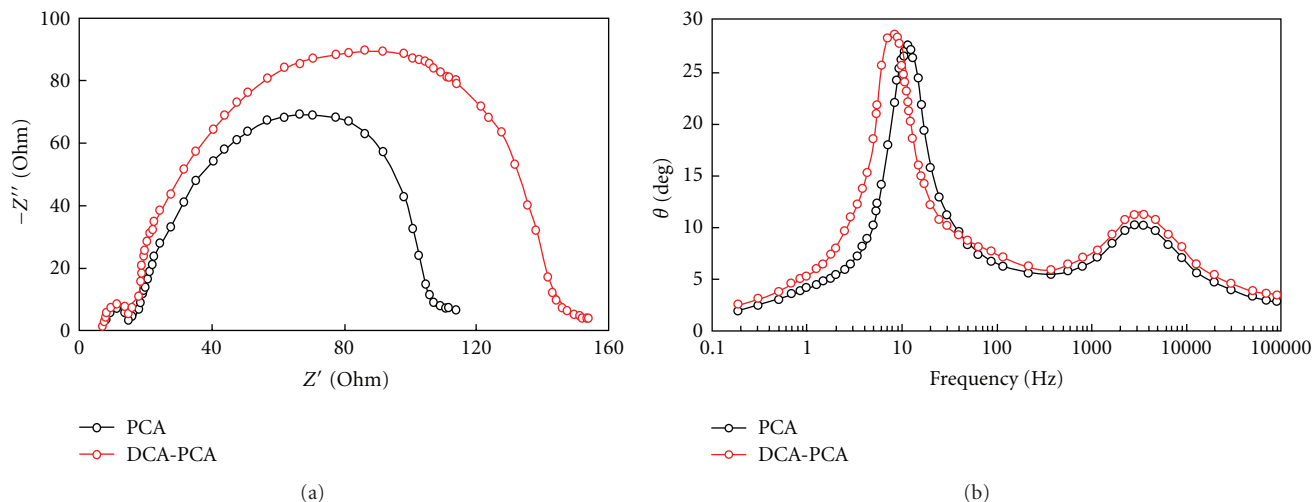 100
80
60
40
20
0
−Z′′ (Ohm)
0 40 80 120 160
Z′ (Ohm)
PCA
DCA-PCA
(a)
30
25
20
15
10
5
0
θ (deg)
0.1 1 10 100 1000 10000 100000
Frequency (Hz)
PCA
DCA-PCA
(b)